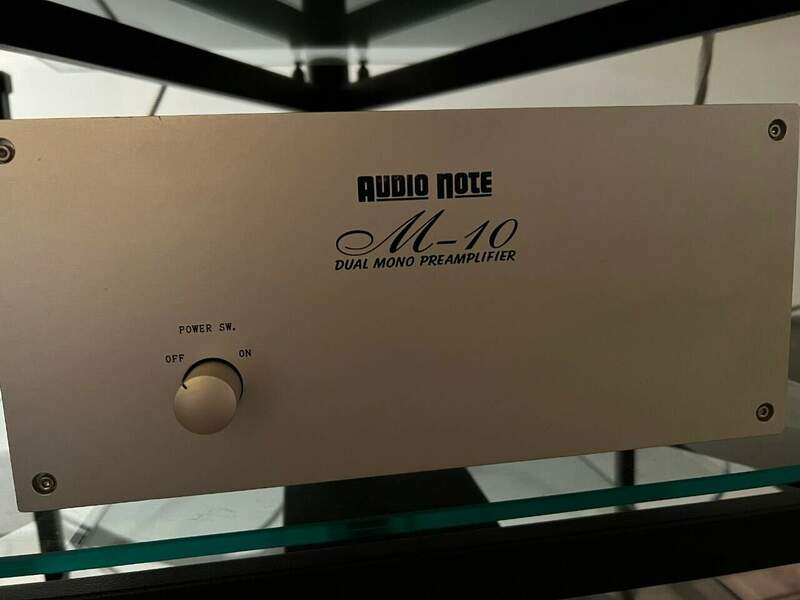 AUDIO NOTE
M-10
DUAL MONO PREAMPLIFIER
POWER SW.
OFF ON